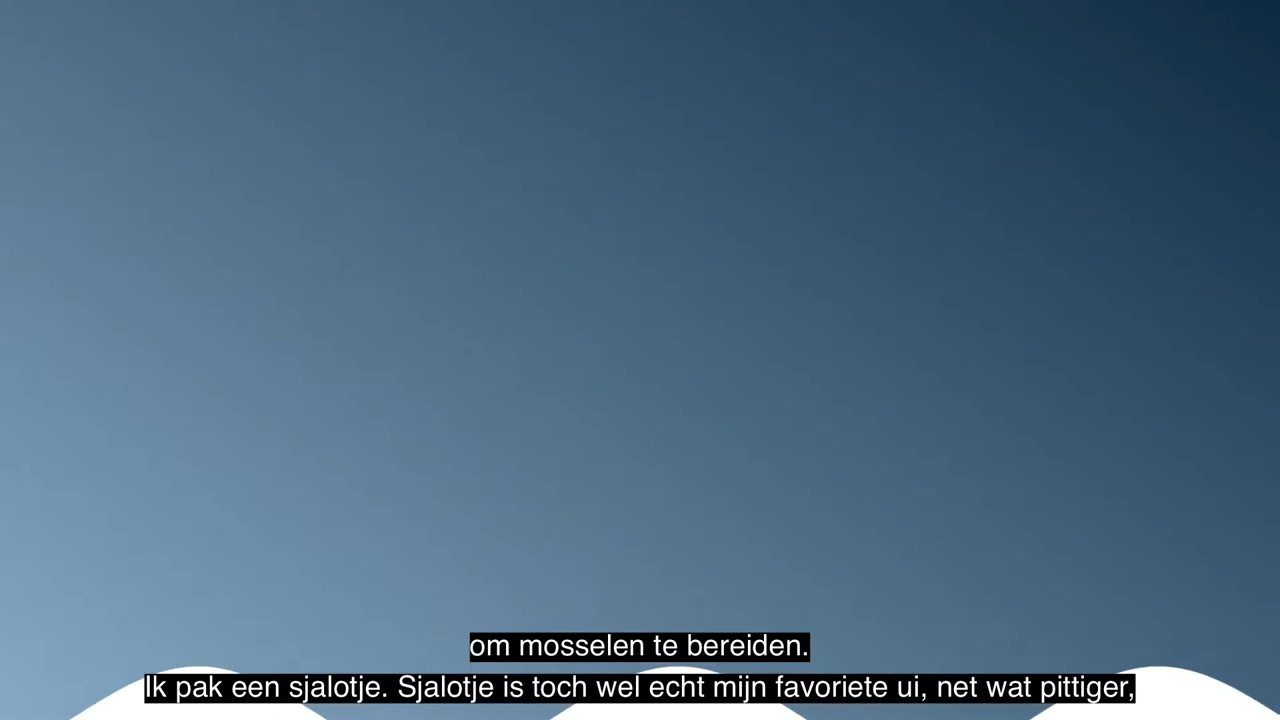 om mosselen te bereiden.
Ik pak een sjalotje. Sjalotje is toch wel echt mijn favoriete ui, net wat pittiger,